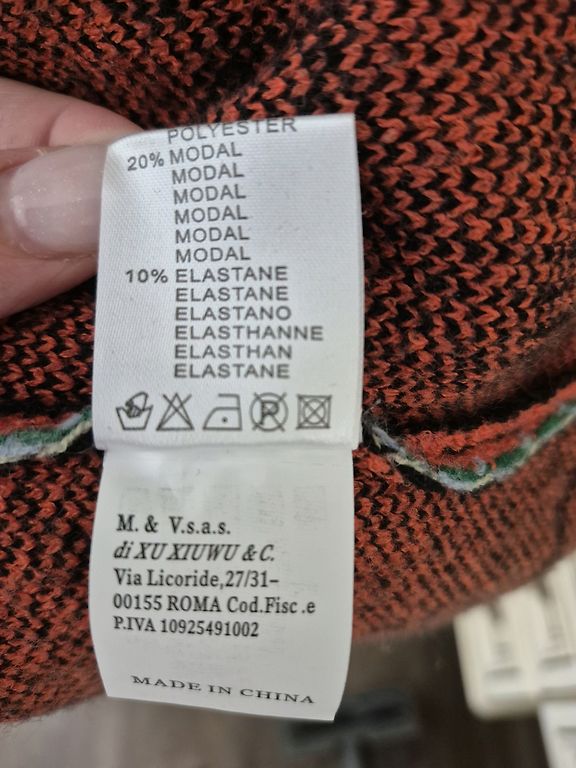 POLYESTER
20% MODAL
MODAL
MODAL
MODAL
MODAL
MODAL
10% ELASTANE
ELASTANE
ELASTANO
ELASTHANNE
ELASTHAN
ELASTANE
P
M. & V.s.a.s.
di XU XIUWU & C.
Via Licoride,27/31-
00155 ROMA Cod.Fisc .e
P.IVA 10925491002
MADE IN CHINA